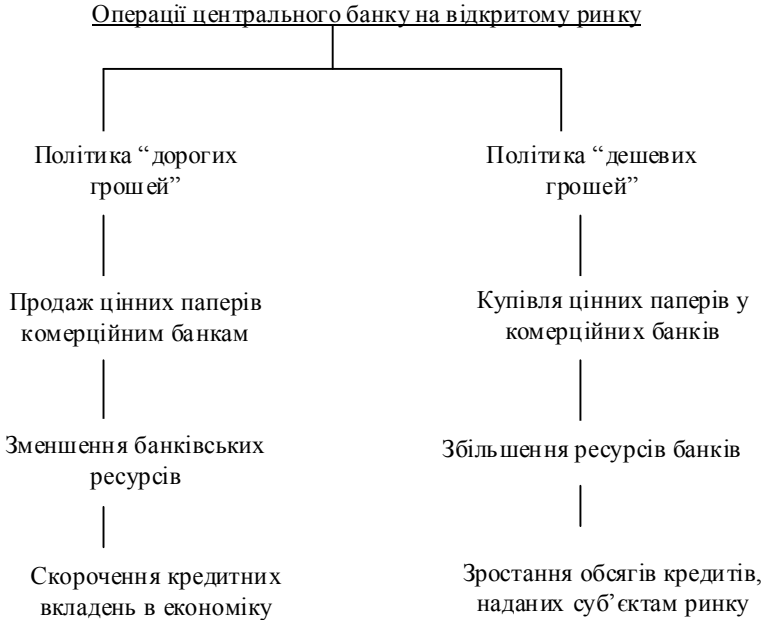 Операції центрального банку на відкритому ринку
Політика “дорогих
грошей”
Політика “дешевих
грошей”
Продаж цінних паперів
комерційним банкам
Купівля цінних паперів у
комерційних банків
Зменшення банківських
ресурсів
Збільшення ресурсів банків
Скорочення кредитних
вкладень в економіку
Зростання обсягів кредитів,
наданих суб’єктам ринку